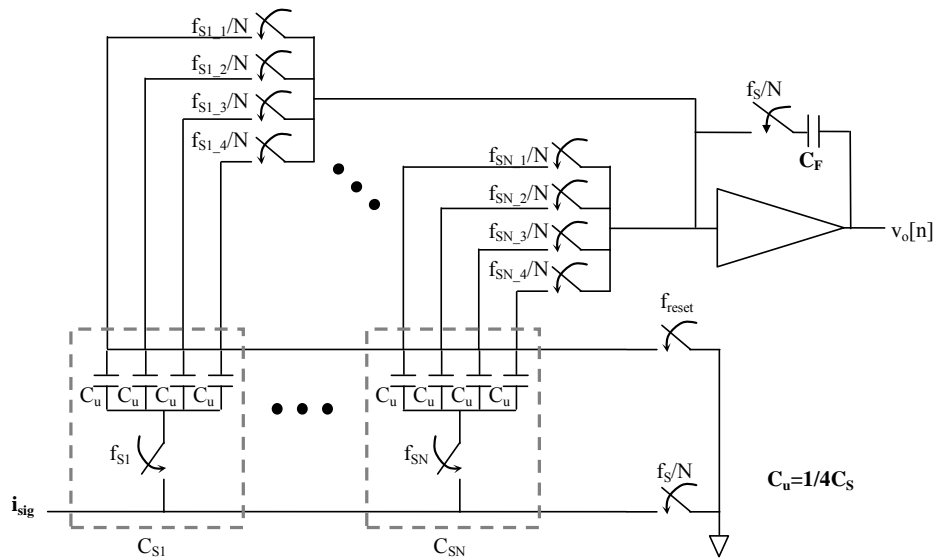 f_S1_1/N
f_S1_2/N
f_S1_3/N
f_S1_4/N
f_S/N
C_F
f_SN_1/N
f_SN_2/N
f_SN_3/N
f_SN_4/N
v_o[n]
f_reset
C_u C_u C_u C_u
C_u C_u C_u C_u
f_S1
f_SN
f_S/N
C_u=1/4C_S
i_sig
C_S1
C_SN